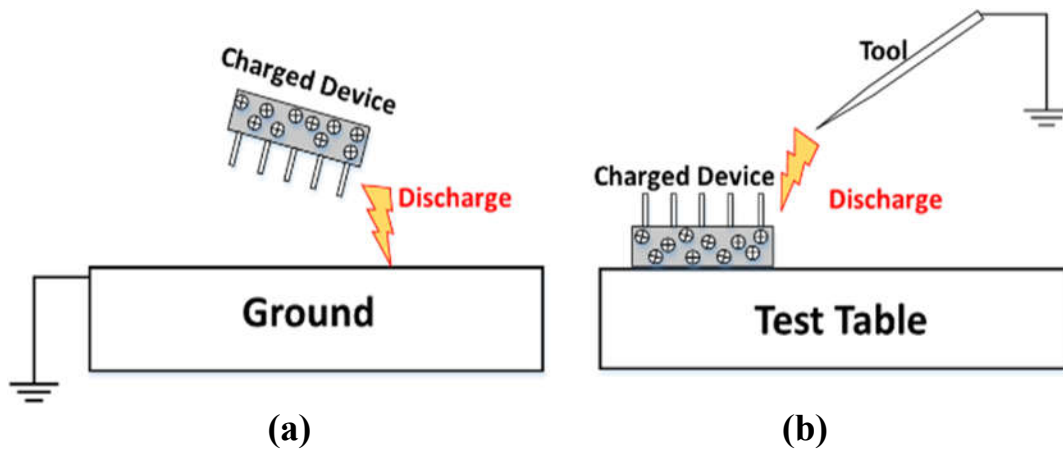 Charged Device
Discharge
Ground
(a)
Tool
Charged Device
Discharge
Test Table
(b)